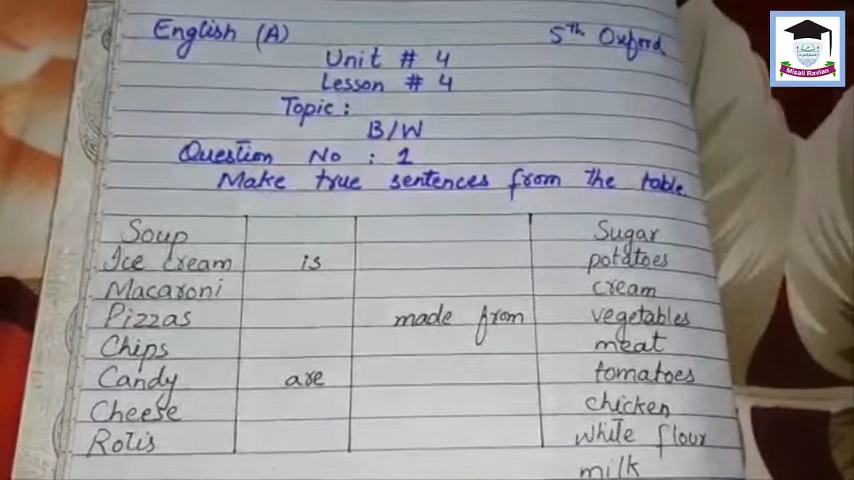 English (A) 5th Oxford
Unit # 4
Lesson # 4
Topic :
B/W
Question No : 1
Make true sentences from the table.
Soup Sugar
Ice cream is potatoes
Macaroni cream
Pizzas made from vegetables
Chips meat
Candy are tomatoes
Cheese chicken
Rotis white flour
milk
Misali Ravian